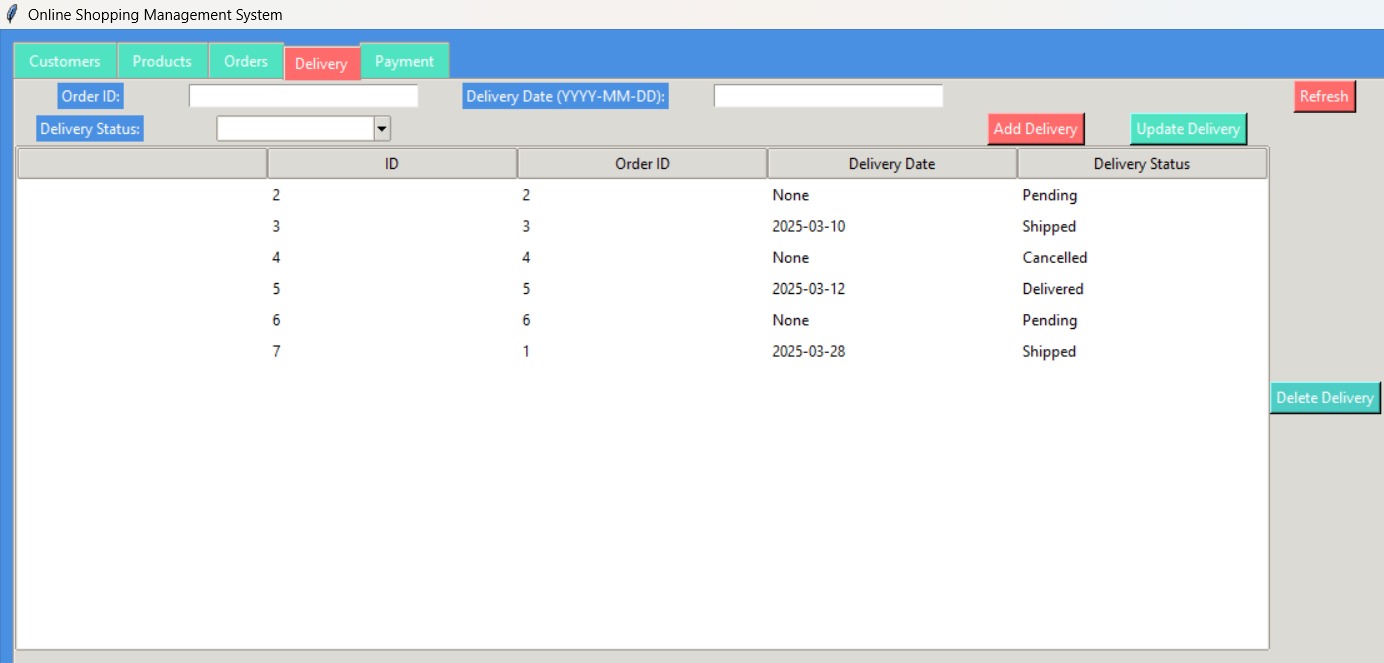 Online Shopping Management System
Customers Products Orders Delivery Payment
Order ID: Delivery Date (YYYY-MM-DD): Refresh
Delivery Status: Add Delivery Update Delivery
ID Order ID Delivery Date Delivery Status
2 2 None Pending
3 3 2025-03-10 Shipped
4 4 None Cancelled
5 5 2025-03-12 Delivered
6 6 None Pending
7 1 2025-03-28 Shipped
Delete Delivery